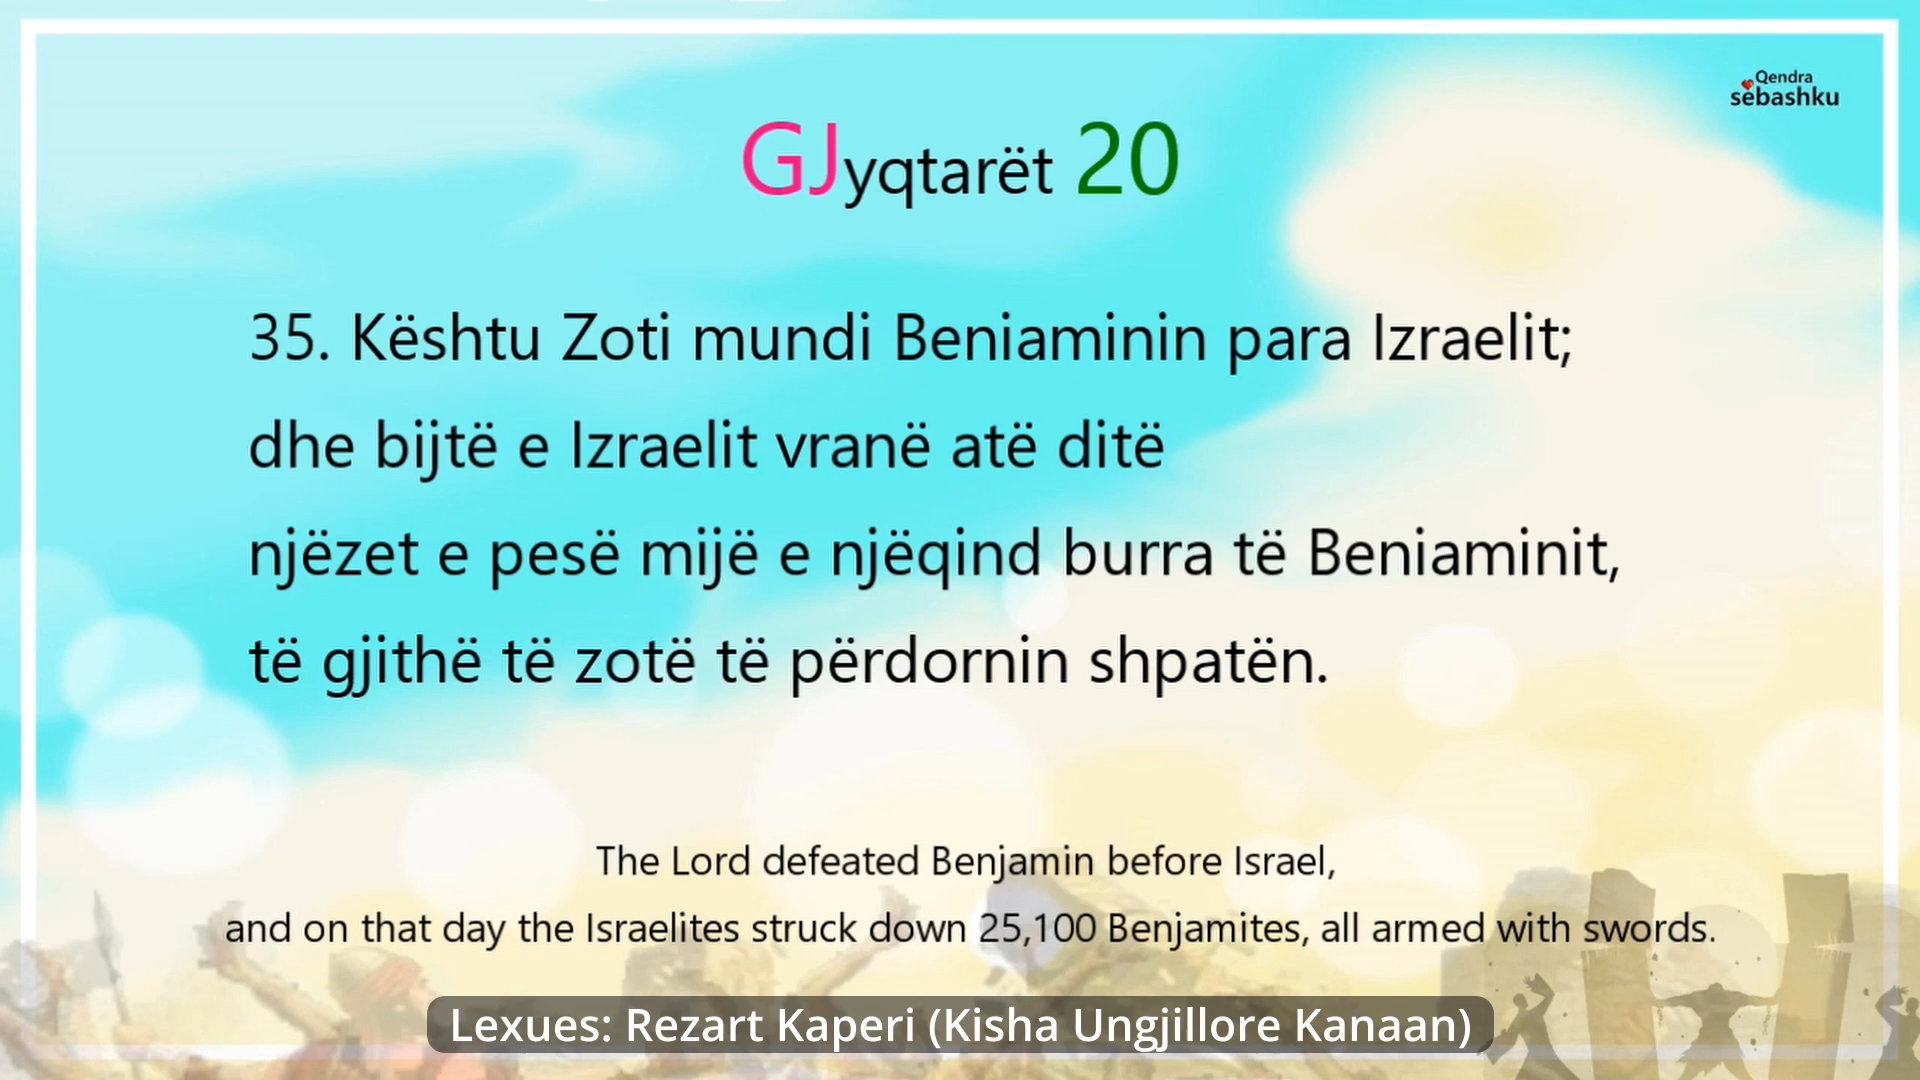 Qendra
sëbashku
GJyqtarët 20
35. Kështu Zoti mundi Beniaminin para Izraelit;
dhe bijtë e Izraelit vranë atë ditë
njëzet e pesë mijë e njëqind burra të Beniaminit,
të gjithë të zotë të përdornin shpatën.
The Lord defeated Benjamin before Israel,
and on that day the Israelites struck down 25,100 Benjamites, all armed with swords.
Lexues: Rezart Kaperi (Kisha Ungjillore Kanaan)